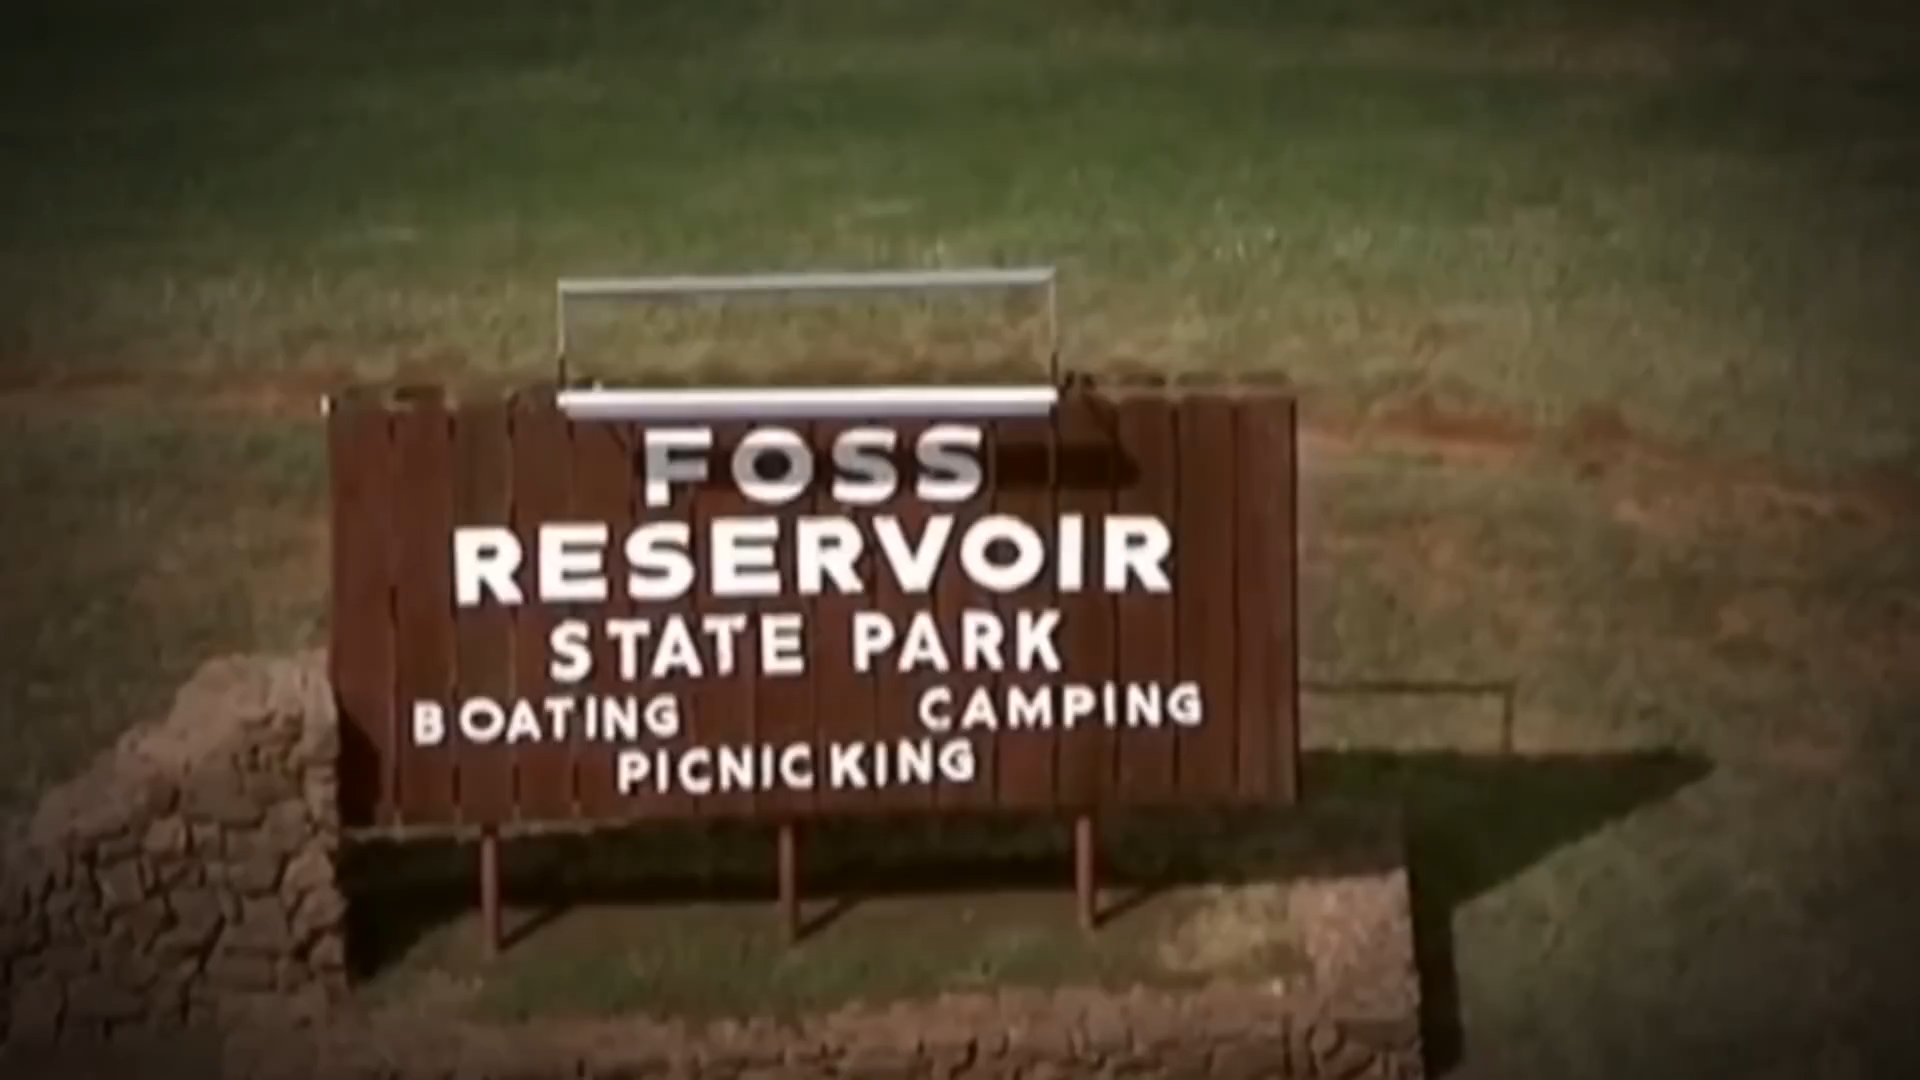 FOSS
RESERVOIR
STATE PARK
BOATING CAMPING
PICNICKING